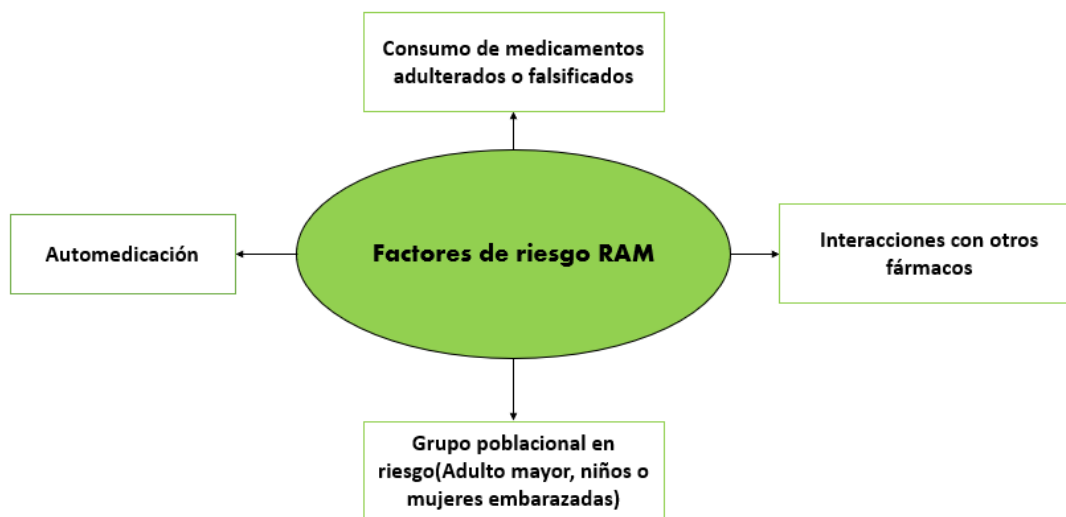 Consumo de medicamentos
adulterados o falsificados
Automedicación
Factores de riesgo RAM
Interacciones con otros
fármacos
Grupo poblacional en
riesgo(Adulto mayor, niños o
mujeres embarazadas)